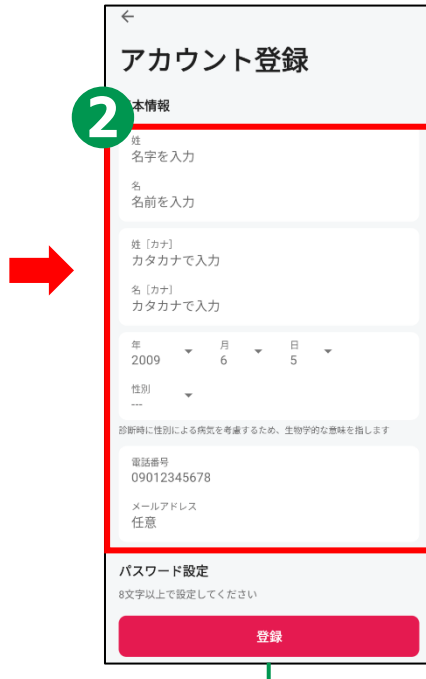 ←
アカウント登録
2
本情報
姓
名字を入力
名
名前を入力
姓［カナ］
カタカナで入力
名［カナ］
カタカナで入力
年 月 日
2009 6 5
性別
---
診断時に性別による病気を考慮するため、生物学的な意味を指します
電話番号
09012345678
メールアドレス
任意
パスワード設定
8文字以上で設定してください
登録